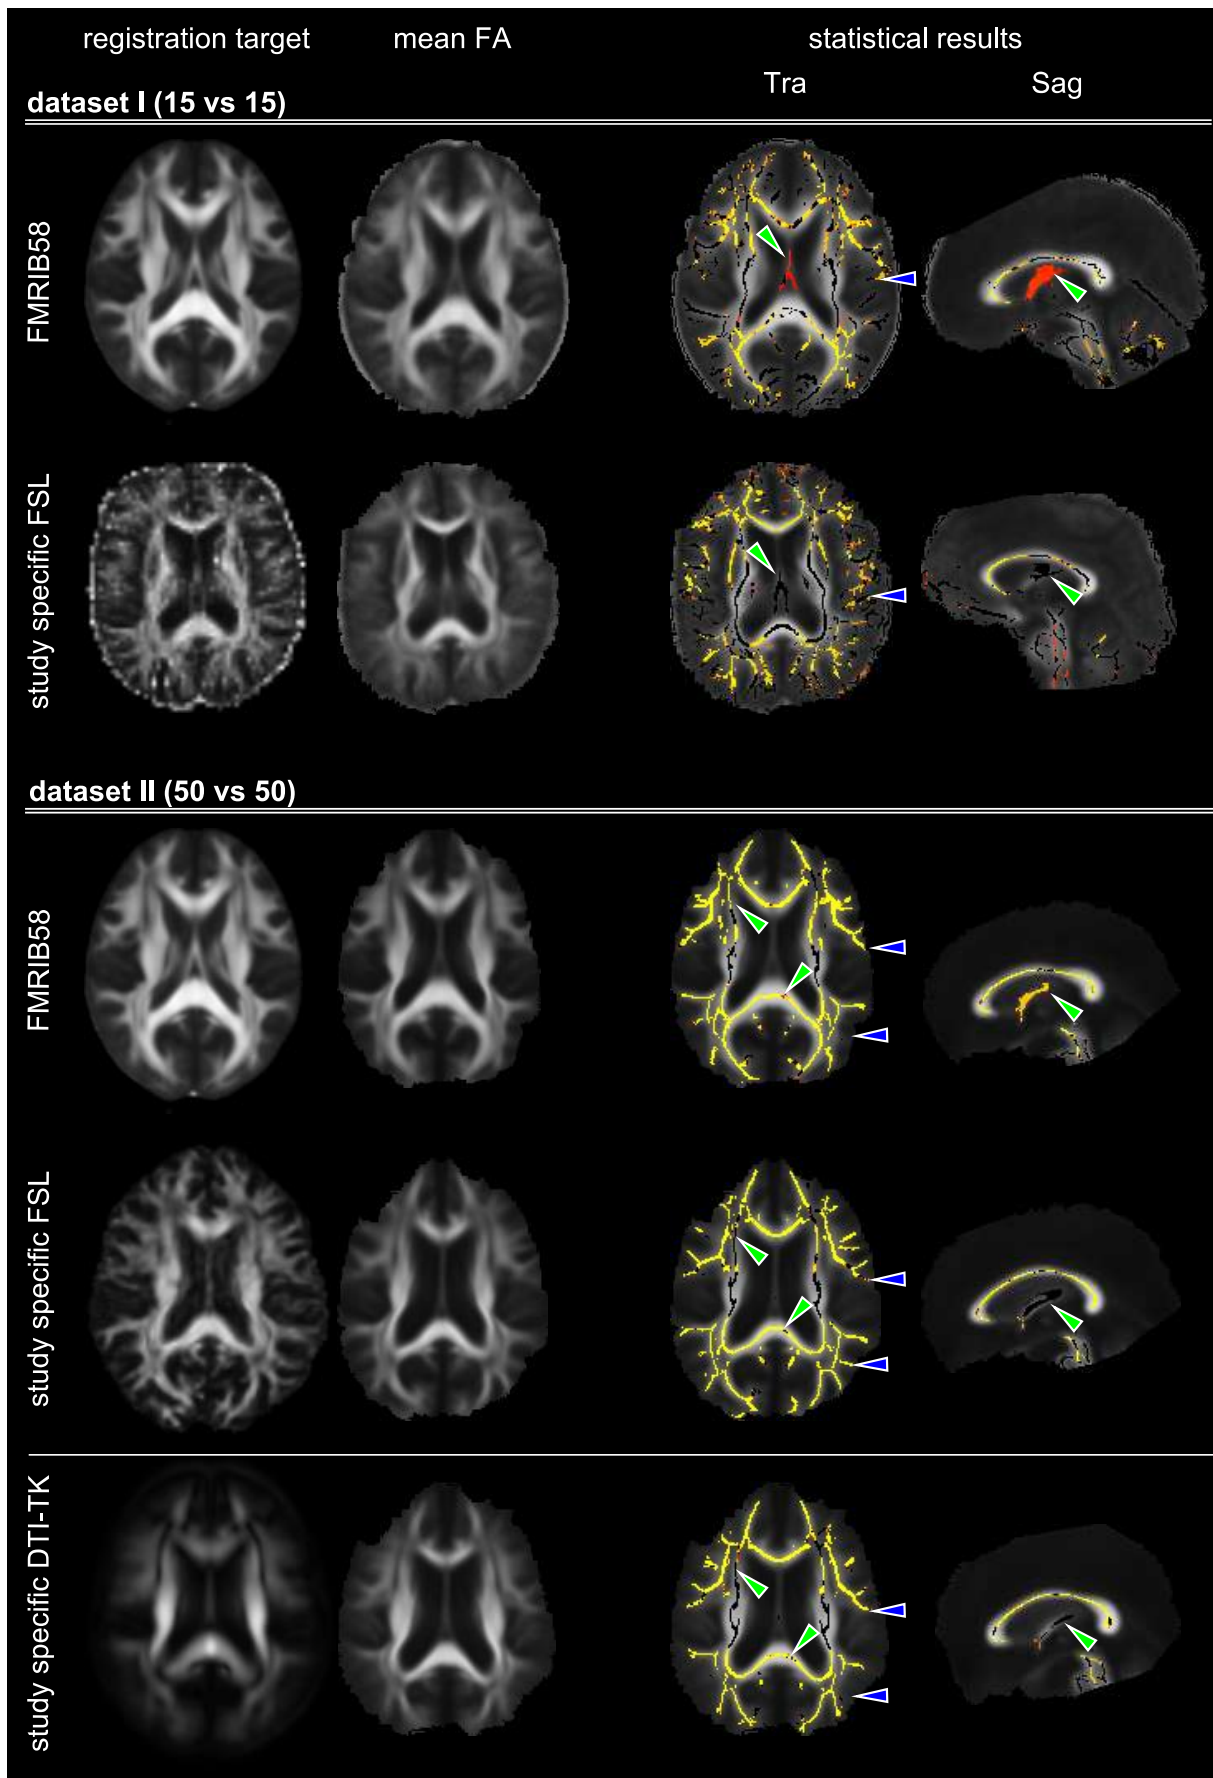 registration target mean FA statistical results
Tra Sag
dataset I (15 vs 15)
FMRIB58
study specific FSL
dataset II (50 vs 50)
FMRIB58
study specific FSL
study specific DTI-TK